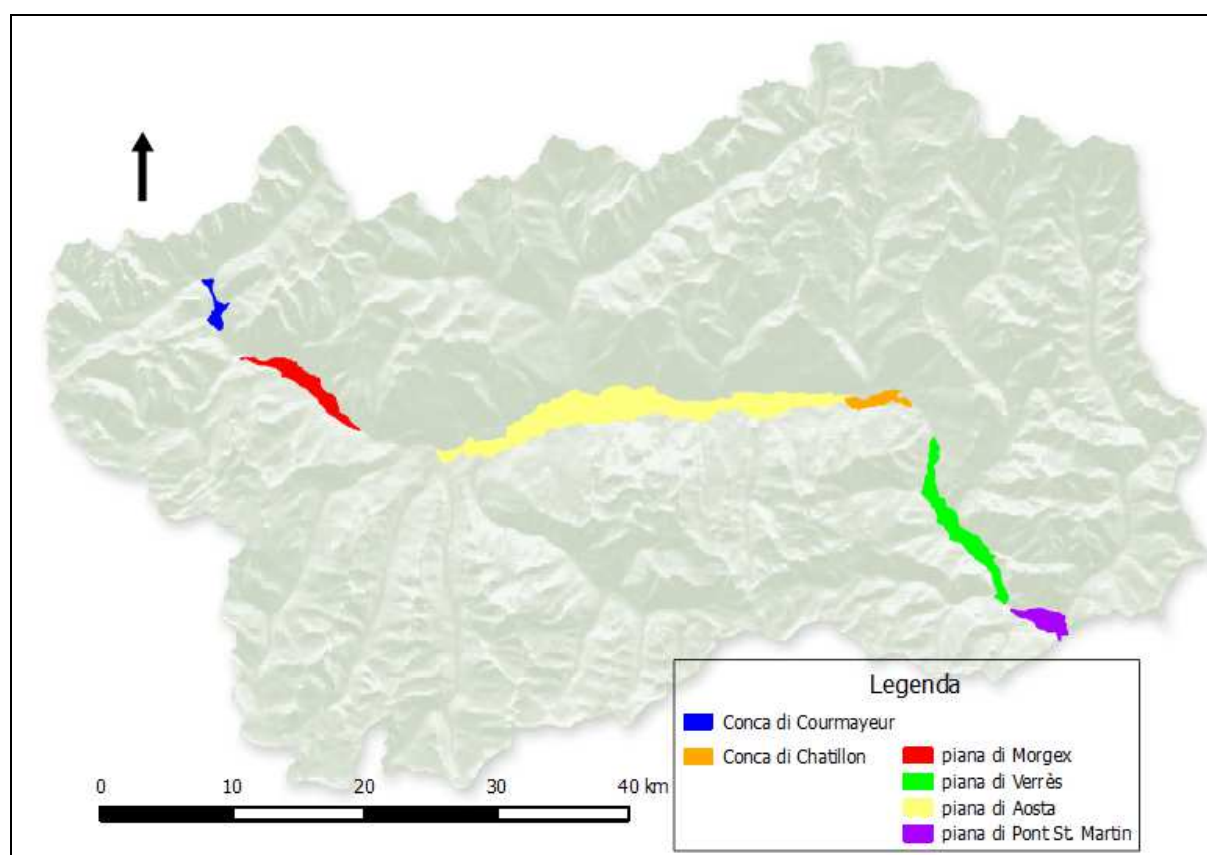 Legenda
Conca di Courmayeur
Conca di Chatillon
piana di Morgex
piana di Verrès
piana di Aosta
piana di Pont St. Martin
0 10 20 30 40 km